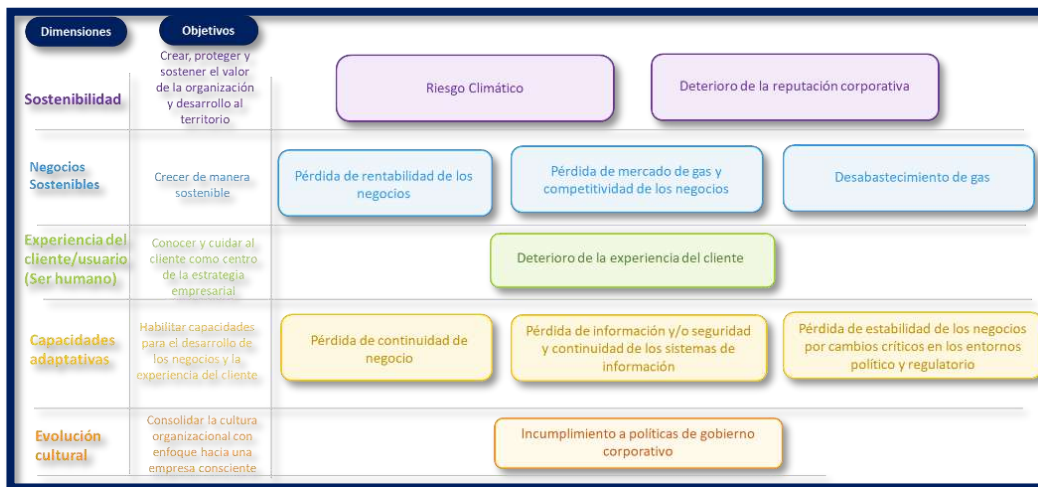 Dimensiones
Objetivos
Sostenibilidad
Crear, proteger y
sostener el valor
de la organización
y desarrollo al
territorio
Riesgo Climático
Deterioro de la reputación corporativa
Negocios
Sostenibles
Crecer de manera
sostenible
Pérdida de rentabilidad de los
negocios
Pérdida de mercado de gas y
competitividad de los negocios
Desabastecimiento de gas
Experiencia del
cliente/usuario
(Ser humano)
Conocer y cuidar al
cliente como centro
de la estrategia
empresarial
Deterioro de la experiencia del cliente
Capacidades
adaptativas
Habilitar capacidades
para el desarrollo de
los negocios y la
experiencia del cliente
Pérdida de continuidad de
negocio
Pérdida de información y/o seguridad
y continuidad de los sistemas de
información
Pérdida de estabilidad de los negocios
por cambios críticos en los entornos
político y regulatorio
Evolución
cultural
Consolidar la cultura
organizacional con
enfoque hacia una
empresa consciente
Incumplimiento a políticas de gobierno
corporativo